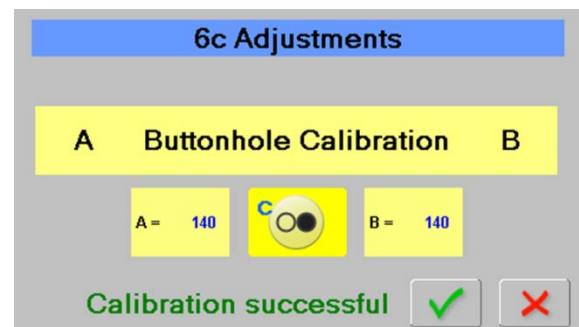 6c Adjustments
A Buttonhole Calibration B
A = 140 C B = 140
Calibration successful